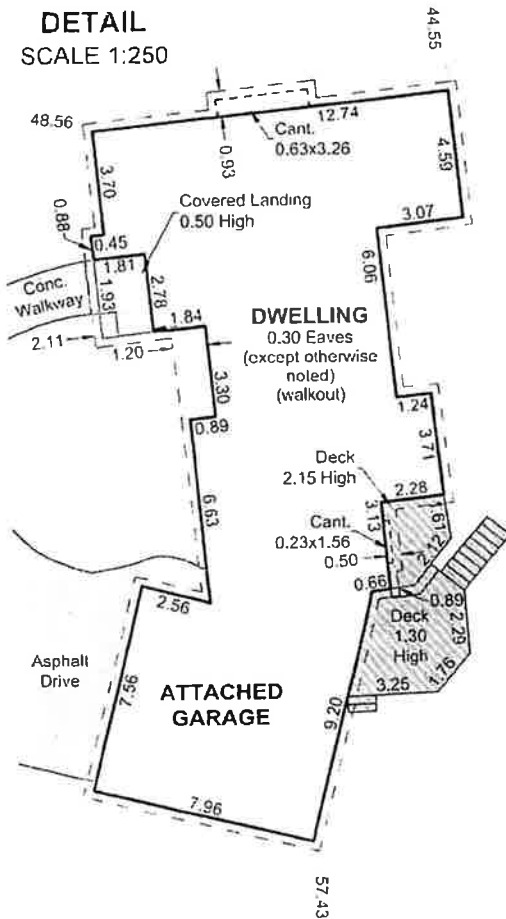 DETAIL
SCALE 1:250
44.55
48.56
12.74
Cant.
0.63x3.26
0.93
4.59
3.70
3.07
0.88
Covered Landing
0.50 High
0.45
1.81
6.06
Conc.
Walkway
1.93
2.78
1.84
2.11
1.20
DWELLING
0.30 Eaves
(except otherwise
noted)
(walkout)
3.30
0.89
1.24
3.71
Deck
2.15 High
2.28
6.63
3.13
1.61
Cant.
0.23x1.56
2.12
0.50
0.66
0.89
2.56
Deck
1.30
High
2.29
Asphalt
Drive
7.56
ATTACHED
GARAGE
3.25
1.76
9.20
7.96
57.43